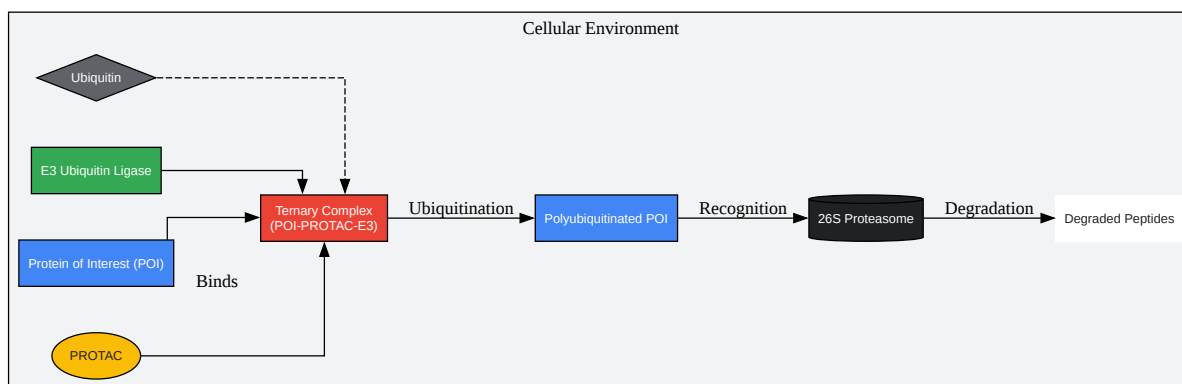 Cellular Environment
Ubiquitin
E3 Ubiquitin Ligase
Protein of Interest (POI)
Binds
PROTAC
Ternary Complex
(POI-PROTAC-E3)
Ubiquitination
Polyubiquitinated POI
Recognition
26S Proteasome
Degradation
Degraded Peptides